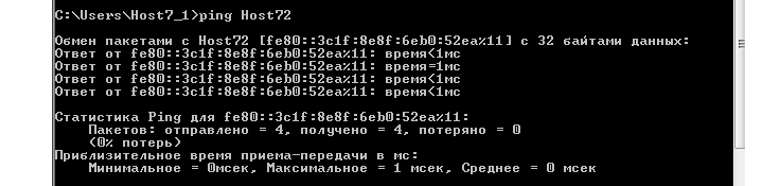 C:\Users\Host7_1>ping Host72
Обмен пакетами с Host72 [fe80::3c1f:8e8f:6eb0:52ea%11] с 32 байтами данных:
Ответ от fe80::3c1f:8e8f:6eb0:52ea%11: время<1мс
Ответ от fe80::3c1f:8e8f:6eb0:52ea%11: время=1мс
Ответ от fe80::3c1f:8e8f:6eb0:52ea%11: время<1мс
Ответ от fe80::3c1f:8e8f:6eb0:52ea%11: время<1мс
Статистика Ping для fe80::3c1f:8e8f:6eb0:52ea%11:
Пакетов: отправлено = 4, получено = 4, потеряно = 0
(0% потерь)
Приблизительное время приема-передачи в мс:
Минимальное = 0мсек, Максимальное = 1 мсек, Среднее = 0 мсек